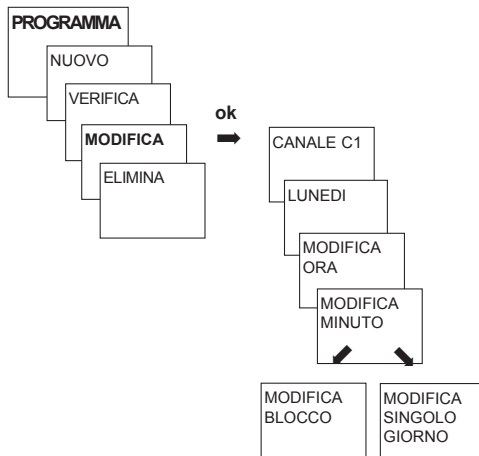 PROGRAMMA
NUOVO
VERIFICA
MODIFICA
ELIMINA
ok
CANALE C1
LUNEDI
MODIFICA
ORA
MODIFICA
MINUTO
MODIFICA
BLOCCO
MODIFICA
SINGOLO
GIORNO